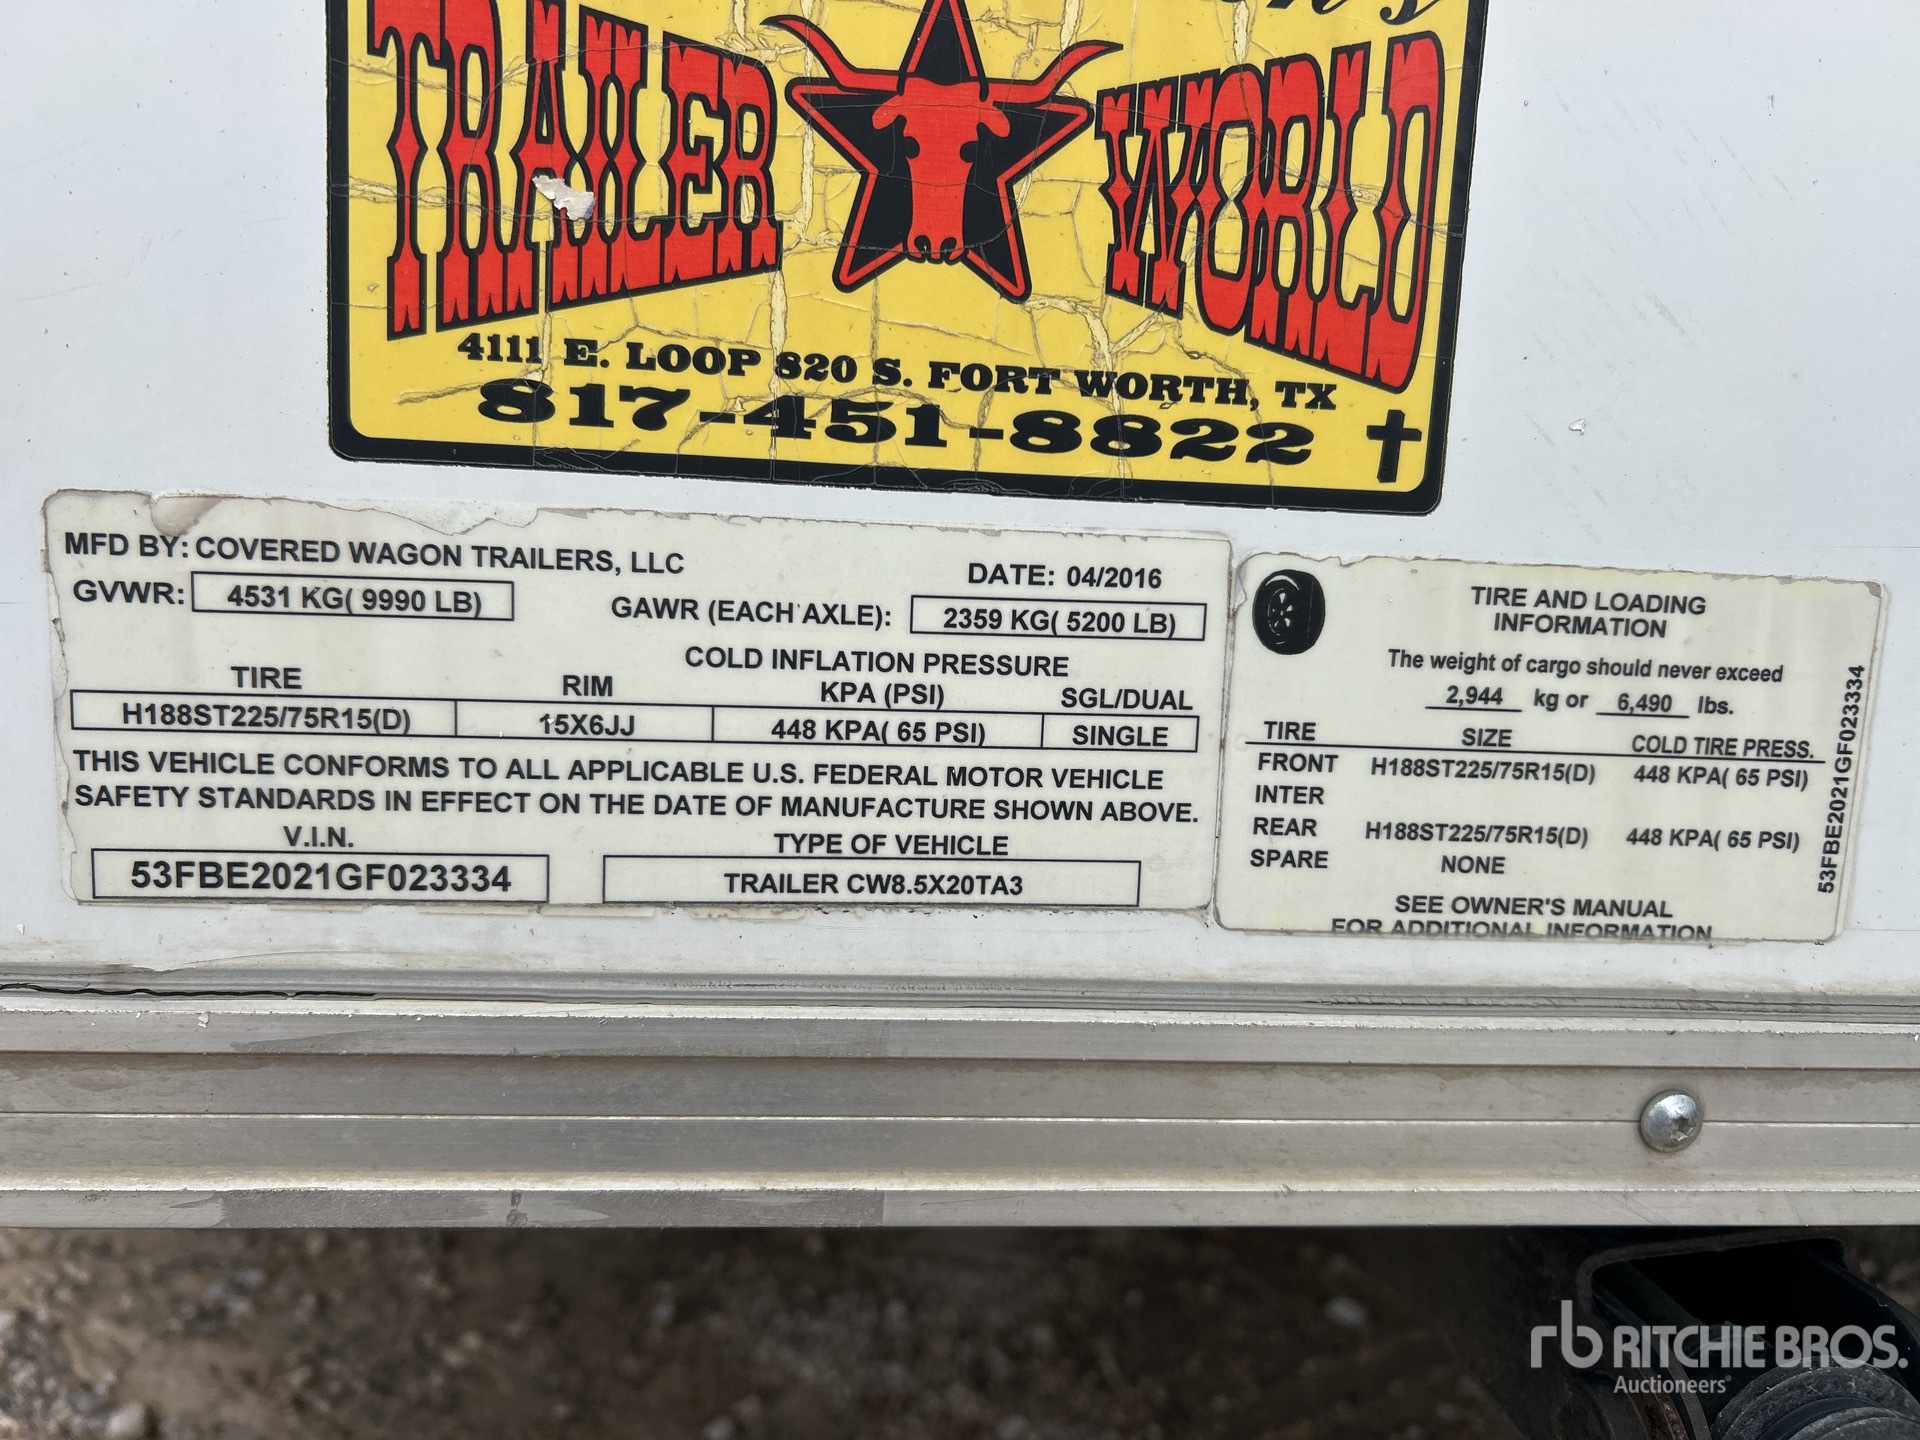 TRAILER WORLD
4111 E. LOOP 820 S. FORT WORTH, TX
817-451-8822
MFD BY: COVERED WAGON TRAILERS, LLC
DATE: 04/2016
GVWR: 4531 KG( 9990 LB)
GAWR (EACH AXLE): 2359 KG( 5200 LB)
COLD INFLATION PRESSURE
TIRE RIM KPA (PSI) SGL/DUAL
H188ST225/75R15(D) 15X6JJ 448 KPA( 65 PSI) SINGLE
THIS VEHICLE CONFORMS TO ALL APPLICABLE U.S. FEDERAL MOTOR VEHICLE
SAFETY STANDARDS IN EFFECT ON THE DATE OF MANUFACTURE SHOWN ABOVE.
V.I.N. TYPE OF VEHICLE
53FBE2021GF023334 TRAILER CW8.5X20TA3
TIRE AND LOADING
INFORMATION
The weight of cargo should never exceed
2,944 kg or 6,490 lbs.
TIRE SIZE COLD TIRE PRESS.
FRONT H188ST225/75R15(D) 448 KPA( 65 PSI)
INTER
REAR H188ST225/75R15(D) 448 KPA( 65 PSI)
SPARE NONE
SEE OWNER'S MANUAL
FOR ADDITIONAL INFORMATION
53FBE2021GF023334
rb RITCHIE BROS.
Auctioneers